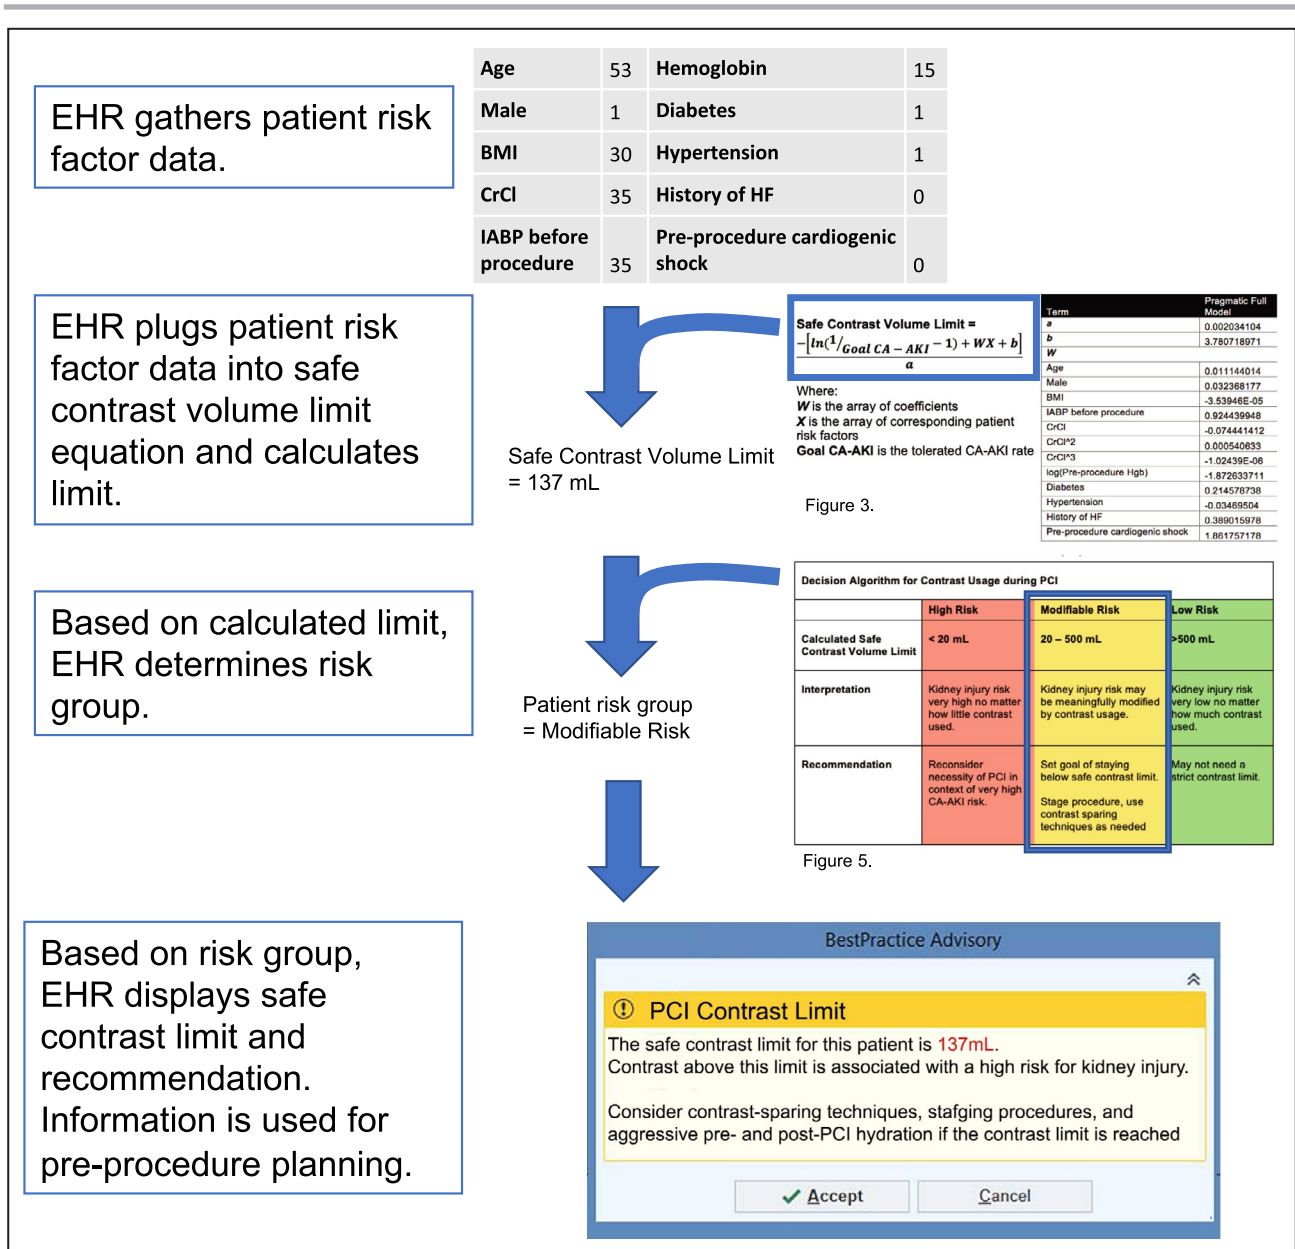 EHR gathers patient risk
factor data.
Age 53 Hemoglobin 15
Male 1 Diabetes 1
BMI 30 Hypertension 1
CrCl 35 History of HF 0
IABP before
procedure 35
Pre-procedure cardiogenic
shock 0
EHR plugs patient risk
factor data into safe
contrast volume limit
equation and calculates
limit.
Safe Contrast Volume Limit
= 137 mL
Safe Contrast Volume Limit =
−[ln(1/Goal CA − AKI − 1) + WX + b]
a
Where:
W is the array of coefficients
X is the array of corresponding patient
risk factors
Goal CA-AKI is the tolerated CA-AKI rate
Figure 3.
Term Pragmatic Full
Model
a 0.002034104
b 3.780718971
W
Age 0.011144014
Male 0.032368177
BMI -3.53946E-05
IABP before procedure 0.924439948
CrCl -0.074441412
CrCl^2 0.000540633
CrCl^3 -1.02439E-06
log(Pre-procedure Hgb) -1.872633711
Diabetes 0.214578738
Hypertension -0.03469504
History of HF 0.389015978
Pre-procedure cardiogenic shock 1.861757178
Based on calculated limit,
EHR determines risk
group.
Patient risk group
= Modifiable Risk
Decision Algorithm for Contrast Usage during PCI
High Risk Modifiable Risk Low Risk
Calculated Safe
Contrast Volume Limit
< 20 mL 20 – 500 mL >500 mL
Interpretation
Kidney injury risk
very high no matter
how little contrast
used.
Kidney injury risk may
be meaningfully modified
by contrast usage.
Kidney injury risk
very low no matter
how much contrast
used.
Recommendation
Reconsider
necessity of PCI in
context of very high
CA-AKI risk.
Set goal of staying
below safe contrast limit.
Stage procedure, use
contrast sparing
techniques as needed
May not need a
strict contrast limit.
Figure 5.
Based on risk group,
EHR displays safe
contrast limit and
recommendation.
Information is used for
pre-procedure planning.
BestPractice Advisory
PCI Contrast Limit
The safe contrast limit for this patient is 137mL.
Contrast above this limit is associated with a high risk for kidney injury.
Consider contrast-sparing techniques, stafging procedures, and
aggressive pre- and post-PCI hydration if the contrast limit is reached
Accept Cancel